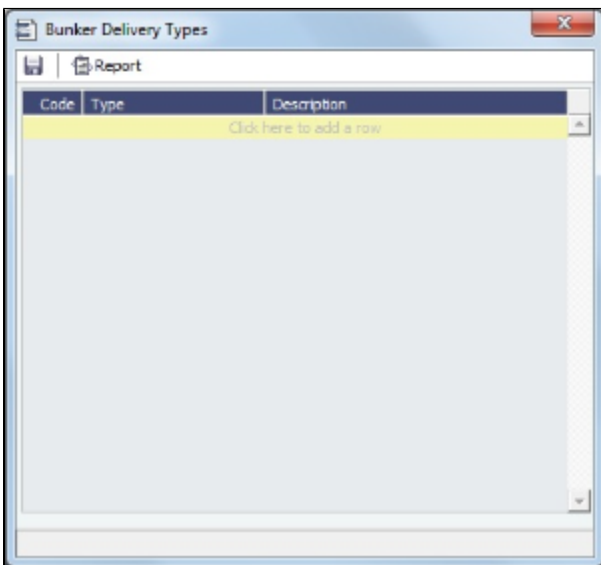 Bunker Delivery Types
Report
Code Type Description
Click here to add a row